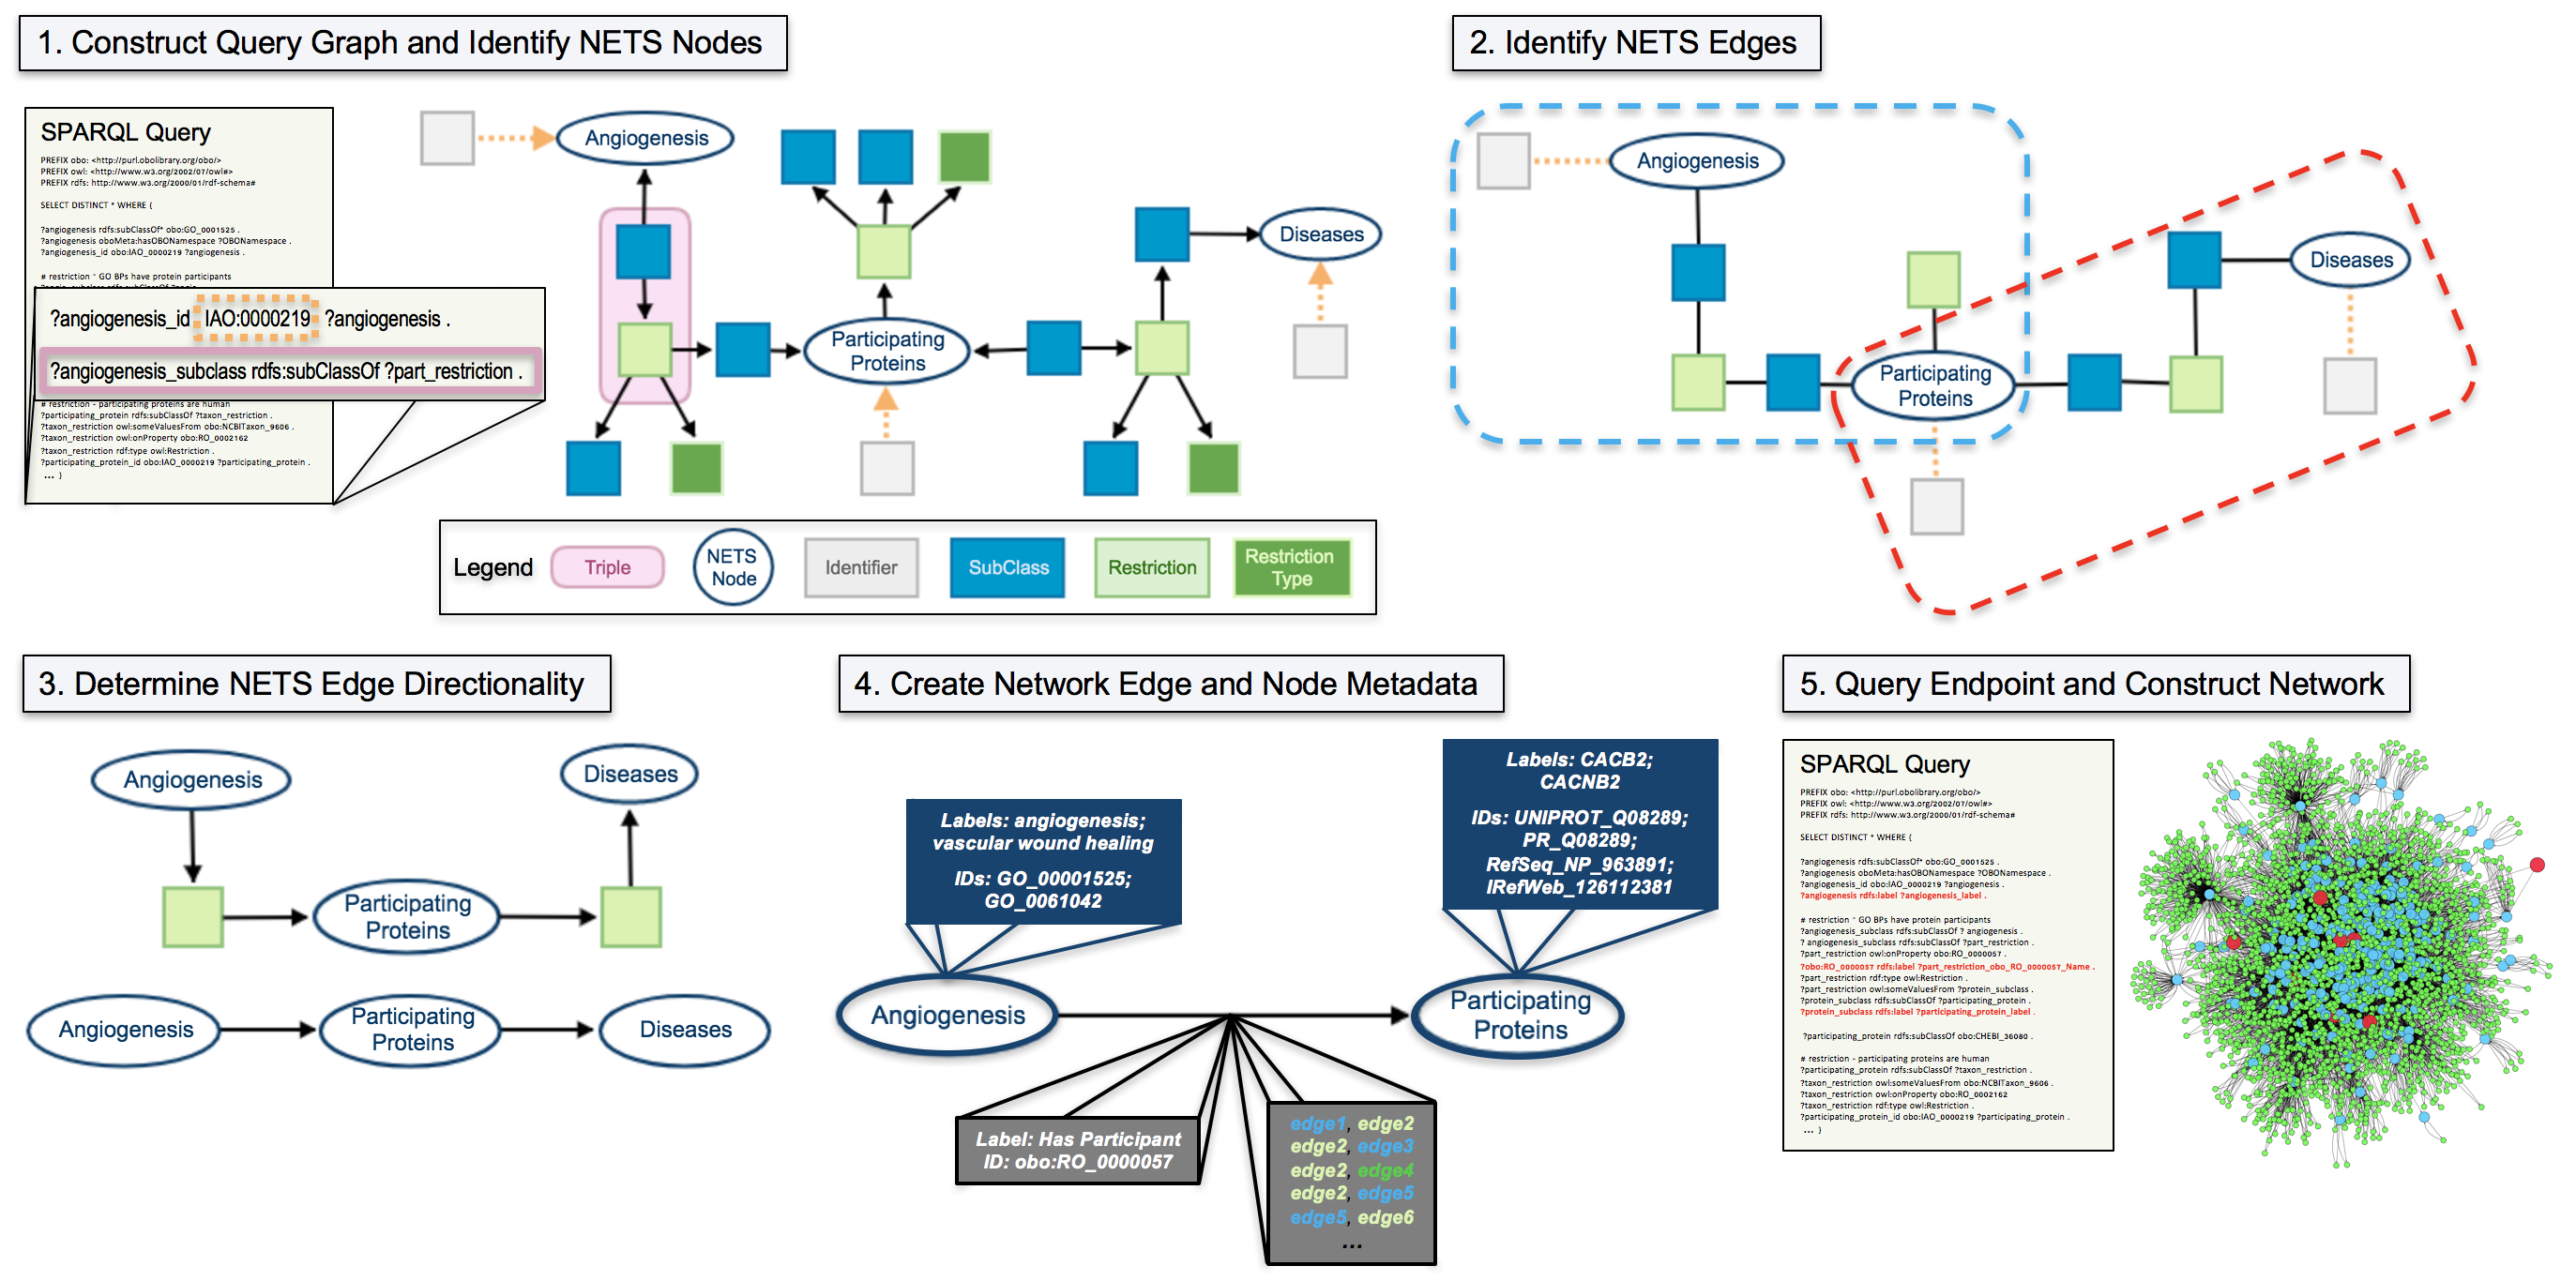 1. Construct Query Graph and Identify NETS Nodes
SPARQL Query
PREFIX obo: <http://purl.obolibrary.org/obo/>
PREFIX owl: <http://www.w3.org/2002/07/owl#>
PREFIX rdfs: http://www.w3.org/2000/01/rdf-schema#
SELECT DISTINCT * WHERE {
?angiogenesis rdfs:subClassOf* obo:GO_0001525 .
?angiogenesis oboMeta:hasOBONamespace ?OBONamespace .
?angiogenesis_id obo:IAO_0000219 ?angiogenesis .
# restriction ~ GO BPs have protein participants
?angiogenesis_id IAO:0000219 ?angiogenesis .
?angiogenesis_subclass rdfs:subClassOf ?part_restriction .
# restriction - participating proteins are human
?participating_protein rdfs:subClassOf ?taxon_restriction .
?taxon_restriction owl:someValuesFrom obo:NCBITaxon_9606 .
?taxon_restriction owl:onProperty obo:RO_0002162
?taxon_restriction rdf:type owl:Restriction .
?participating_protein_id obo:IAO_0000219 ?participating_protein .
... }
Angiogenesis
Participating
Proteins
Diseases
Legend
Triple
NETS
Node
Identifier
SubClass
Restriction
Restriction
Type
2. Identify NETS Edges
Angiogenesis
Participating
Proteins
Diseases
3. Determine NETS Edge Directionality
Angiogenesis
Diseases
Participating
Proteins
Angiogenesis
Participating
Proteins
Diseases
4. Create Network Edge and Node Metadata
Labels: angiogenesis;
vascular wound healing
IDs: GO_00001525;
GO_0061042
Labels: CACB2;
CACNB2
IDs: UNIPROT_Q08289;
PR_Q08289;
RefSeq_NP_963891;
IRefWeb_126112381
Angiogenesis
Participating
Proteins
Label: Has Participant
ID: obo:RO_0000057
edge1, edge2
edge2, edge3
edge2, edge4
edge2, edge5
edge5, edge6
...
5. Query Endpoint and Construct Network
SPARQL Query
PREFIX obo: <http://purl.obolibrary.org/obo/>
PREFIX owl: <http://www.w3.org/2002/07/owl#>
PREFIX rdfs: http://www.w3.org/2000/01/rdf-schema#
SELECT DISTINCT * WHERE {
?angiogenesis rdfs:subClassOf* obo:GO_0001525 .
?angiogenesis oboMeta:hasOBONamespace ?OBONamespace .
?angiogenesis_id obo:IAO_0000219 ?angiogenesis .
?angiogenesis rdfs:label ?angiogenesis_label .
# restriction ~ GO BPs have protein participants
?angiogenesis_subclass rdfs:subClassOf ? angiogenesis .
? angiogenesis_subclass rdfs:subClassOf ?part_restriction .
?part_restriction owl:onProperty obo:RO_0000057 .
?obo:RO_0000057 rdfs:label ?part_restriction_obo_RO_0000057_Name .
?part_restriction rdf:type owl:Restriction .
?part_restriction owl:someValuesFrom ?protein_subclass .
?protein_subclass rdfs:subClassOf ?participating_protein .
?protein_subclass rdfs:label ?participating_protein_label .
?participating_protein rdfs:subClassOf obo:CHEBI_36080 .
# restriction - participating proteins are human
?participating_protein rdfs:subClassOf ?taxon_restriction .
?taxon_restriction owl:someValuesFrom obo:NCBITaxon_9606 .
?taxon_restriction owl:onProperty obo:RO_0002162
?taxon_restriction rdf:type owl:Restriction .
?participating_protein_id obo:IAO_0000219 ?participating_protein .
... }